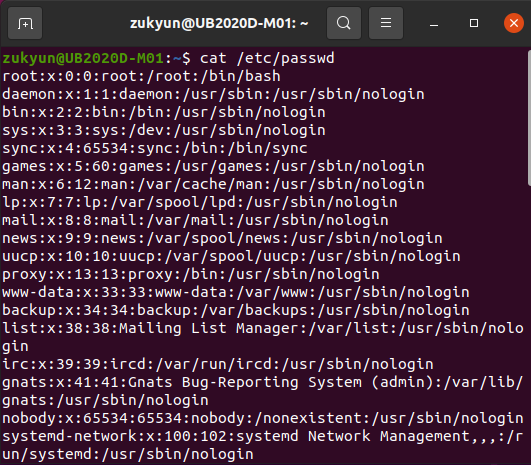 zukyun@UB2020D-M01: ~
zukyun@UB2020D-M01:~$ cat /etc/passwd
root:x:0:0:root:/root:/bin/bash
daemon:x:1:1:daemon:/usr/sbin:/usr/sbin/nologin
bin:x:2:2:bin:/bin:/usr/sbin/nologin
sys:x:3:3:sys:/dev:/usr/sbin/nologin
sync:x:4:65534:sync:/bin:/bin/sync
games:x:5:60:games:/usr/games:/usr/sbin/nologin
man:x:6:12:man:/var/cache/man:/usr/sbin/nologin
lp:x:7:7:lp:/var/spool/lpd:/usr/sbin/nologin
mail:x:8:8:mail:/var/mail:/usr/sbin/nologin
news:x:9:9:news:/var/spool/news:/usr/sbin/nologin
uucp:x:10:10:uucp:/var/spool/uucp:/usr/sbin/nologin
proxy:x:13:13:proxy:/bin:/usr/sbin/nologin
www-data:x:33:33:www-data:/var/www:/usr/sbin/nologin
backup:x:34:34:backup:/var/backups:/usr/sbin/nologin
list:x:38:38:Mailing List Manager:/var/list:/usr/sbin/nolo
gin
irc:x:39:39:ircd:/var/run/ircd:/usr/sbin/nologin
gnats:x:41:41:Gnats Bug-Reporting System (admin):/var/lib/
gnats:/usr/sbin/nologin
nobody:x:65534:65534:nobody:/nonexistent:/usr/sbin/nologin
systemd-network:x:100:102:systemd Network Management,,,:/r
un/systemd:/usr/sbin/nologin